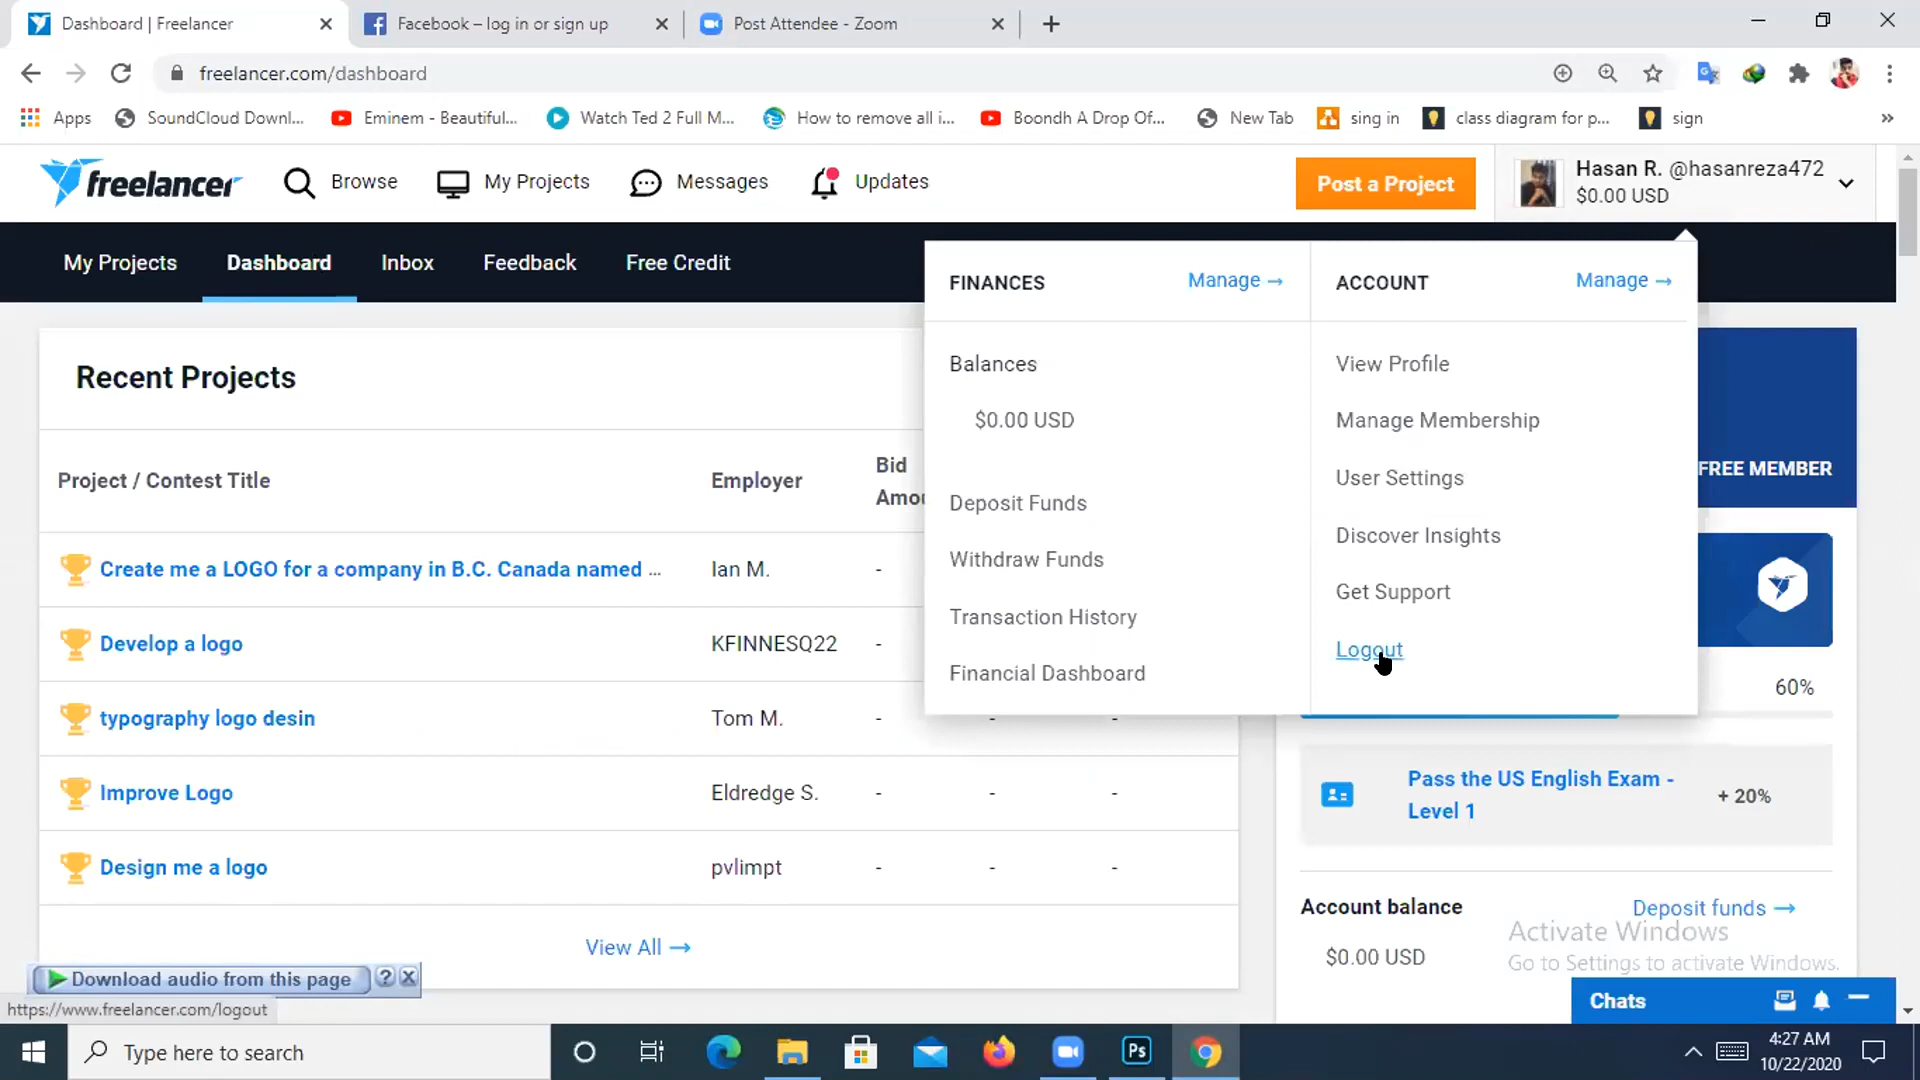 Dashboard | Freelancer
Facebook – log in or sign up
Post Attendee - Zoom
freelancer.com/dashboard
Apps
SoundCloud Downl...
Eminem - Beautiful...
Watch Ted 2 Full M...
How to remove all i...
Boondh A Drop Of...
New Tab
sing in
class diagram for p...
sign
»
freelancer
Browse
My Projects
Messages
Updates
Post a Project
Hasan R. @hasanreza472
$0.00 USD
My Projects
Dashboard
Inbox
Feedback
Free Credit
FINANCES
Manage →
Balances
$0.00 USD
Deposit Funds
Withdraw Funds
Transaction History
Financial Dashboard
ACCOUNT
Manage →
View Profile
Manage Membership
User Settings
Discover Insights
Get Support
Logout
Recent Projects
Project / Contest Title
Employer
Bid
Amou
Create me a LOGO for a company in B.C. Canada named ...
Ian M.
-
Develop a logo
KFINNESQ22
-
typography logo desin
Tom M.
- - -
Improve Logo
Eldredge S.
- - -
Design me a logo
pvlimpt
- - -
View All →
FREE MEMBER
60%
Pass the US English Exam -
Level 1
+ 20%
Account balance
Deposit funds →
$0.00 USD
Activate Windows
Go to Settings to activate Windows.
Chats
Download audio from this page
?
https://www.freelancer.com/logout
Type here to search
Ps
4:27 AM
10/22/2020